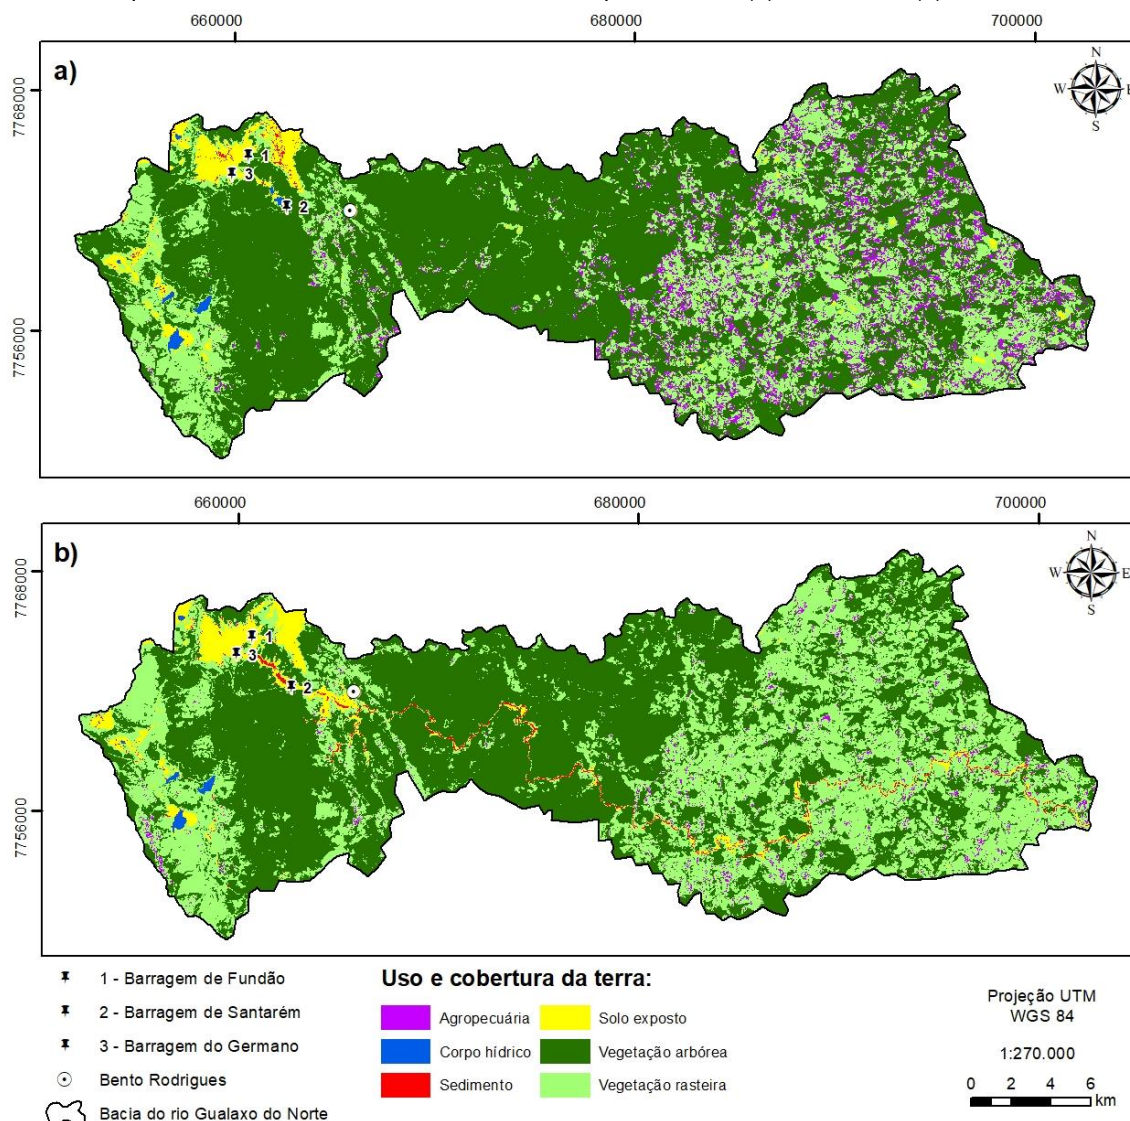 660000 680000 700000
a)
N
W E
S
7768000
7756000
1
3
2
660000 680000 700000
b)
N
W E
S
7768000
7756000
1
3
2
1 - Barragem de Fundão
2 - Barragem de Santarém
3 - Barragem do Germano
Bento Rodrigues
Bacia do rio Gualaxo do Norte
Uso e cobertura da terra:
Agropecuária Solo exposto
Corpo hídrico Vegetação arbórea
Sedimento Vegetação rasteira
Projeção UTM
WGS 84
1:270.000
0 2 4 6
km